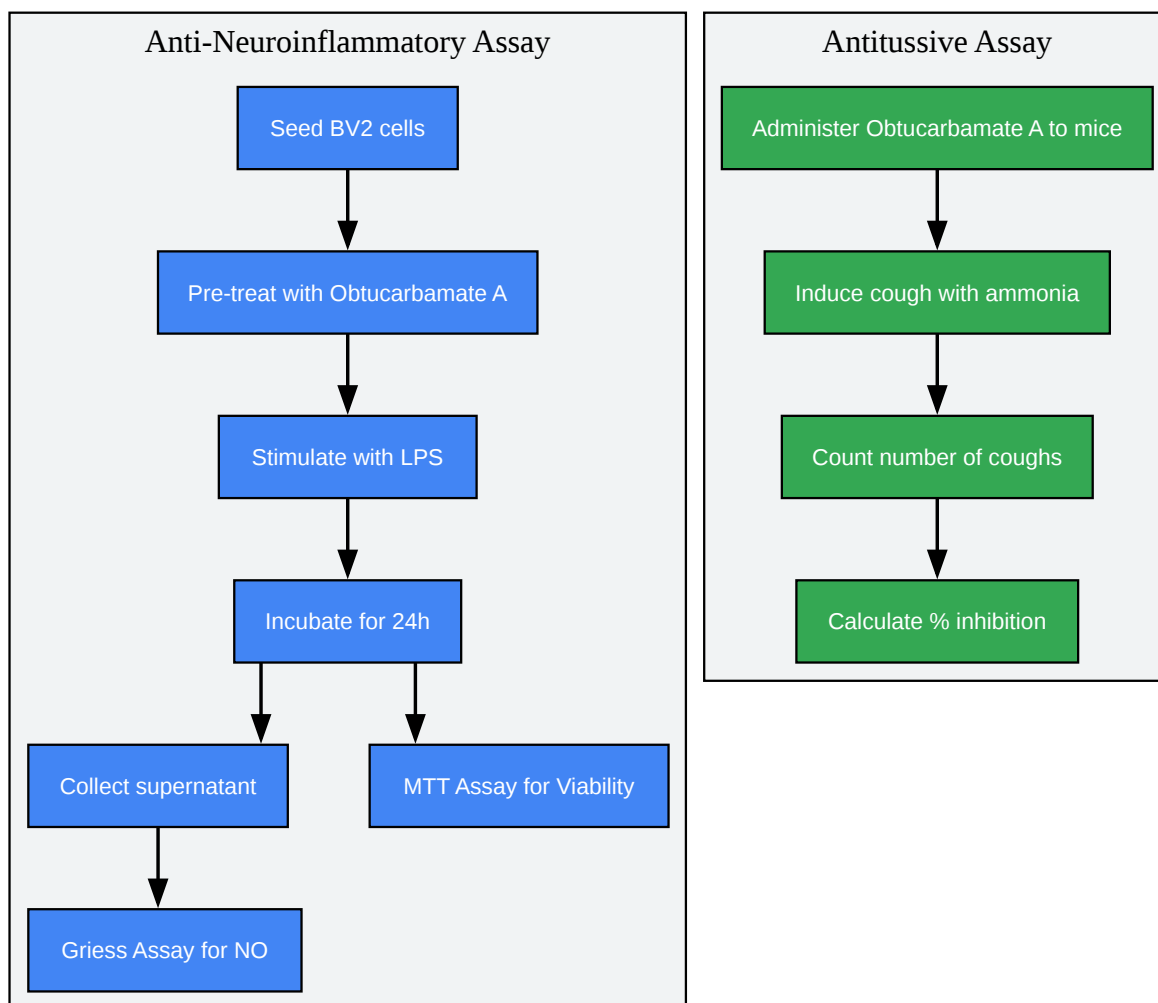 Anti-Neuroinflammatory Assay
Seed BV2 cells
Pre-treat with Obtucarbamate A
Stimulate with LPS
Incubate for 24h
Collect supernatant
MTT Assay for Viability
Griess Assay for NO
Antitussive Assay
Administer Obtucarbamate A to mice
Induce cough with ammonia
Count number of coughs
Calculate % inhibition